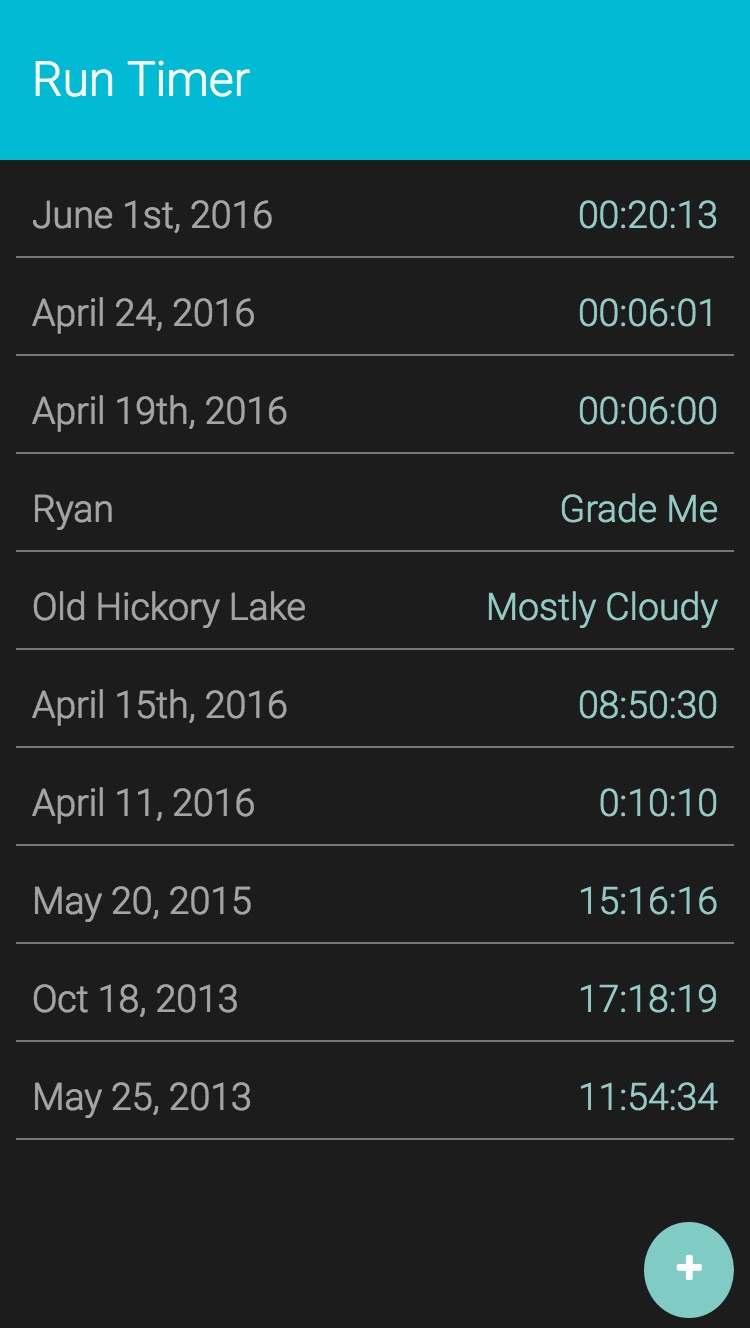 Run Timer
June 1st, 2016 00:20:13
April 24, 2016 00:06:01
April 19th, 2016 00:06:00
Ryan Grade Me
Old Hickory Lake Mostly Cloudy
April 15th, 2016 08:50:30
April 11, 2016 0:10:10
May 20, 2015 15:16:16
Oct 18, 2013 17:18:19
May 25, 2013 11:54:34
+